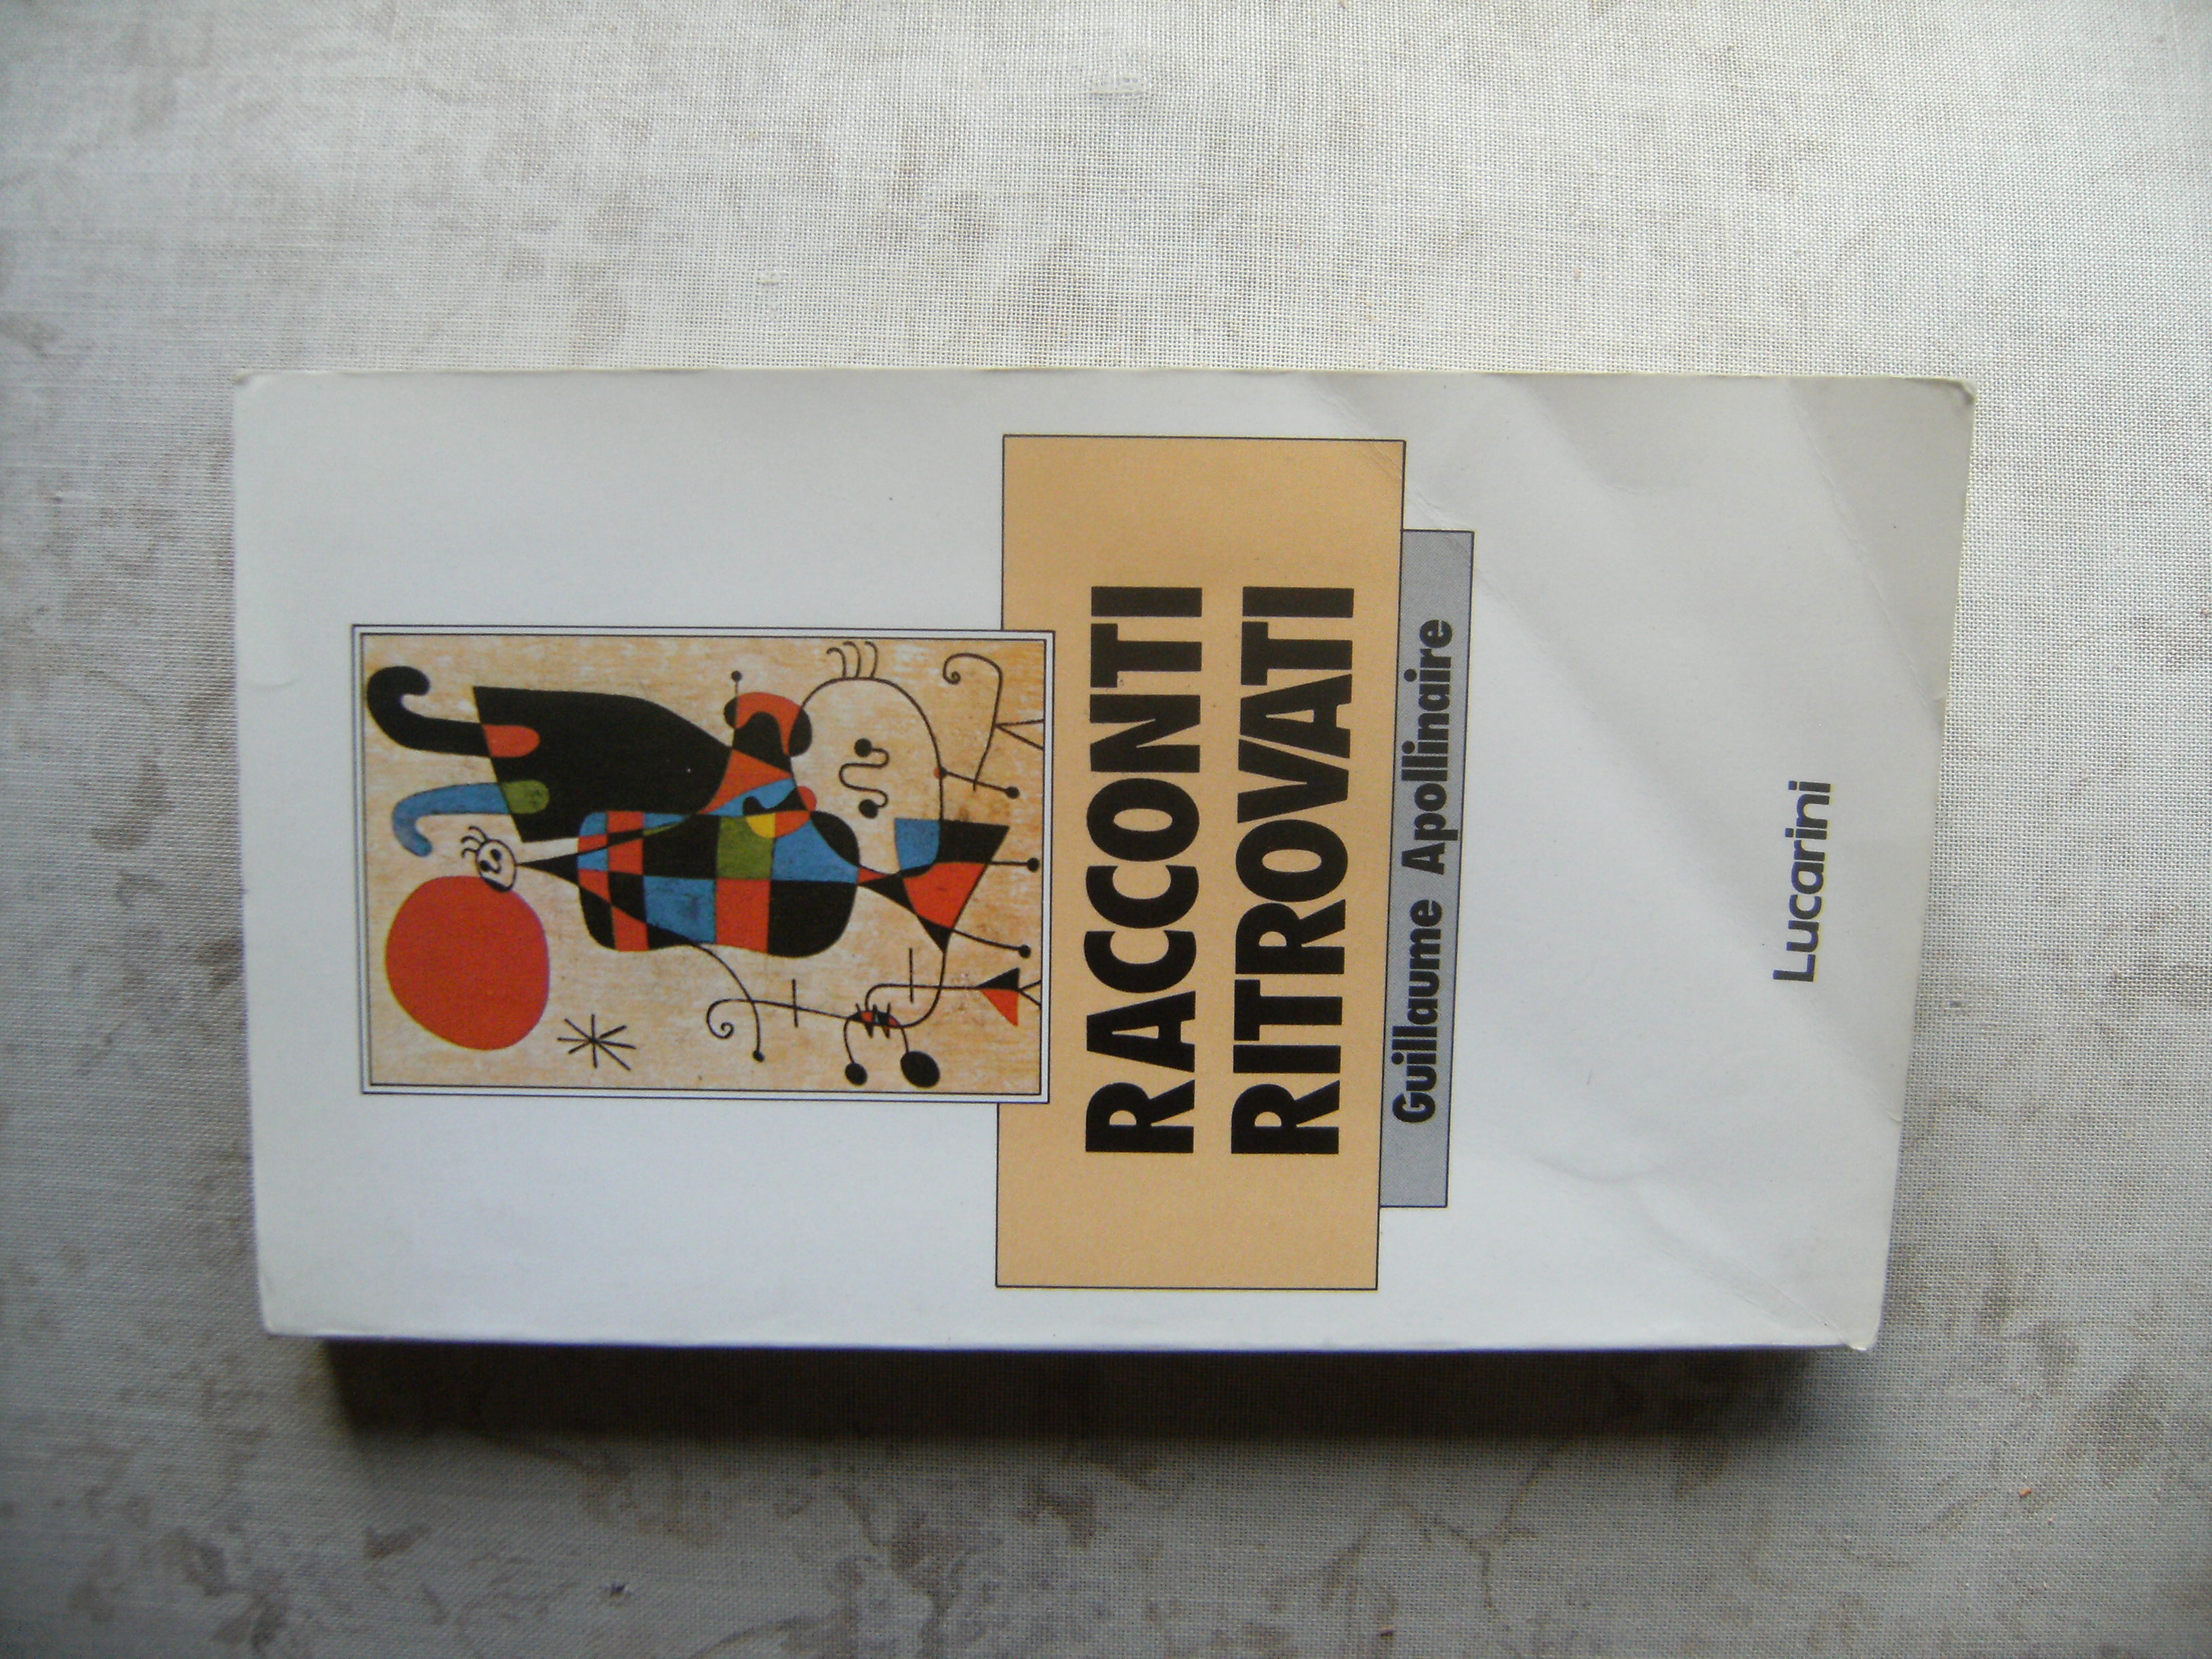 RACCONTI
RITROVATI
Guillaume Apollinaire
Lucarini